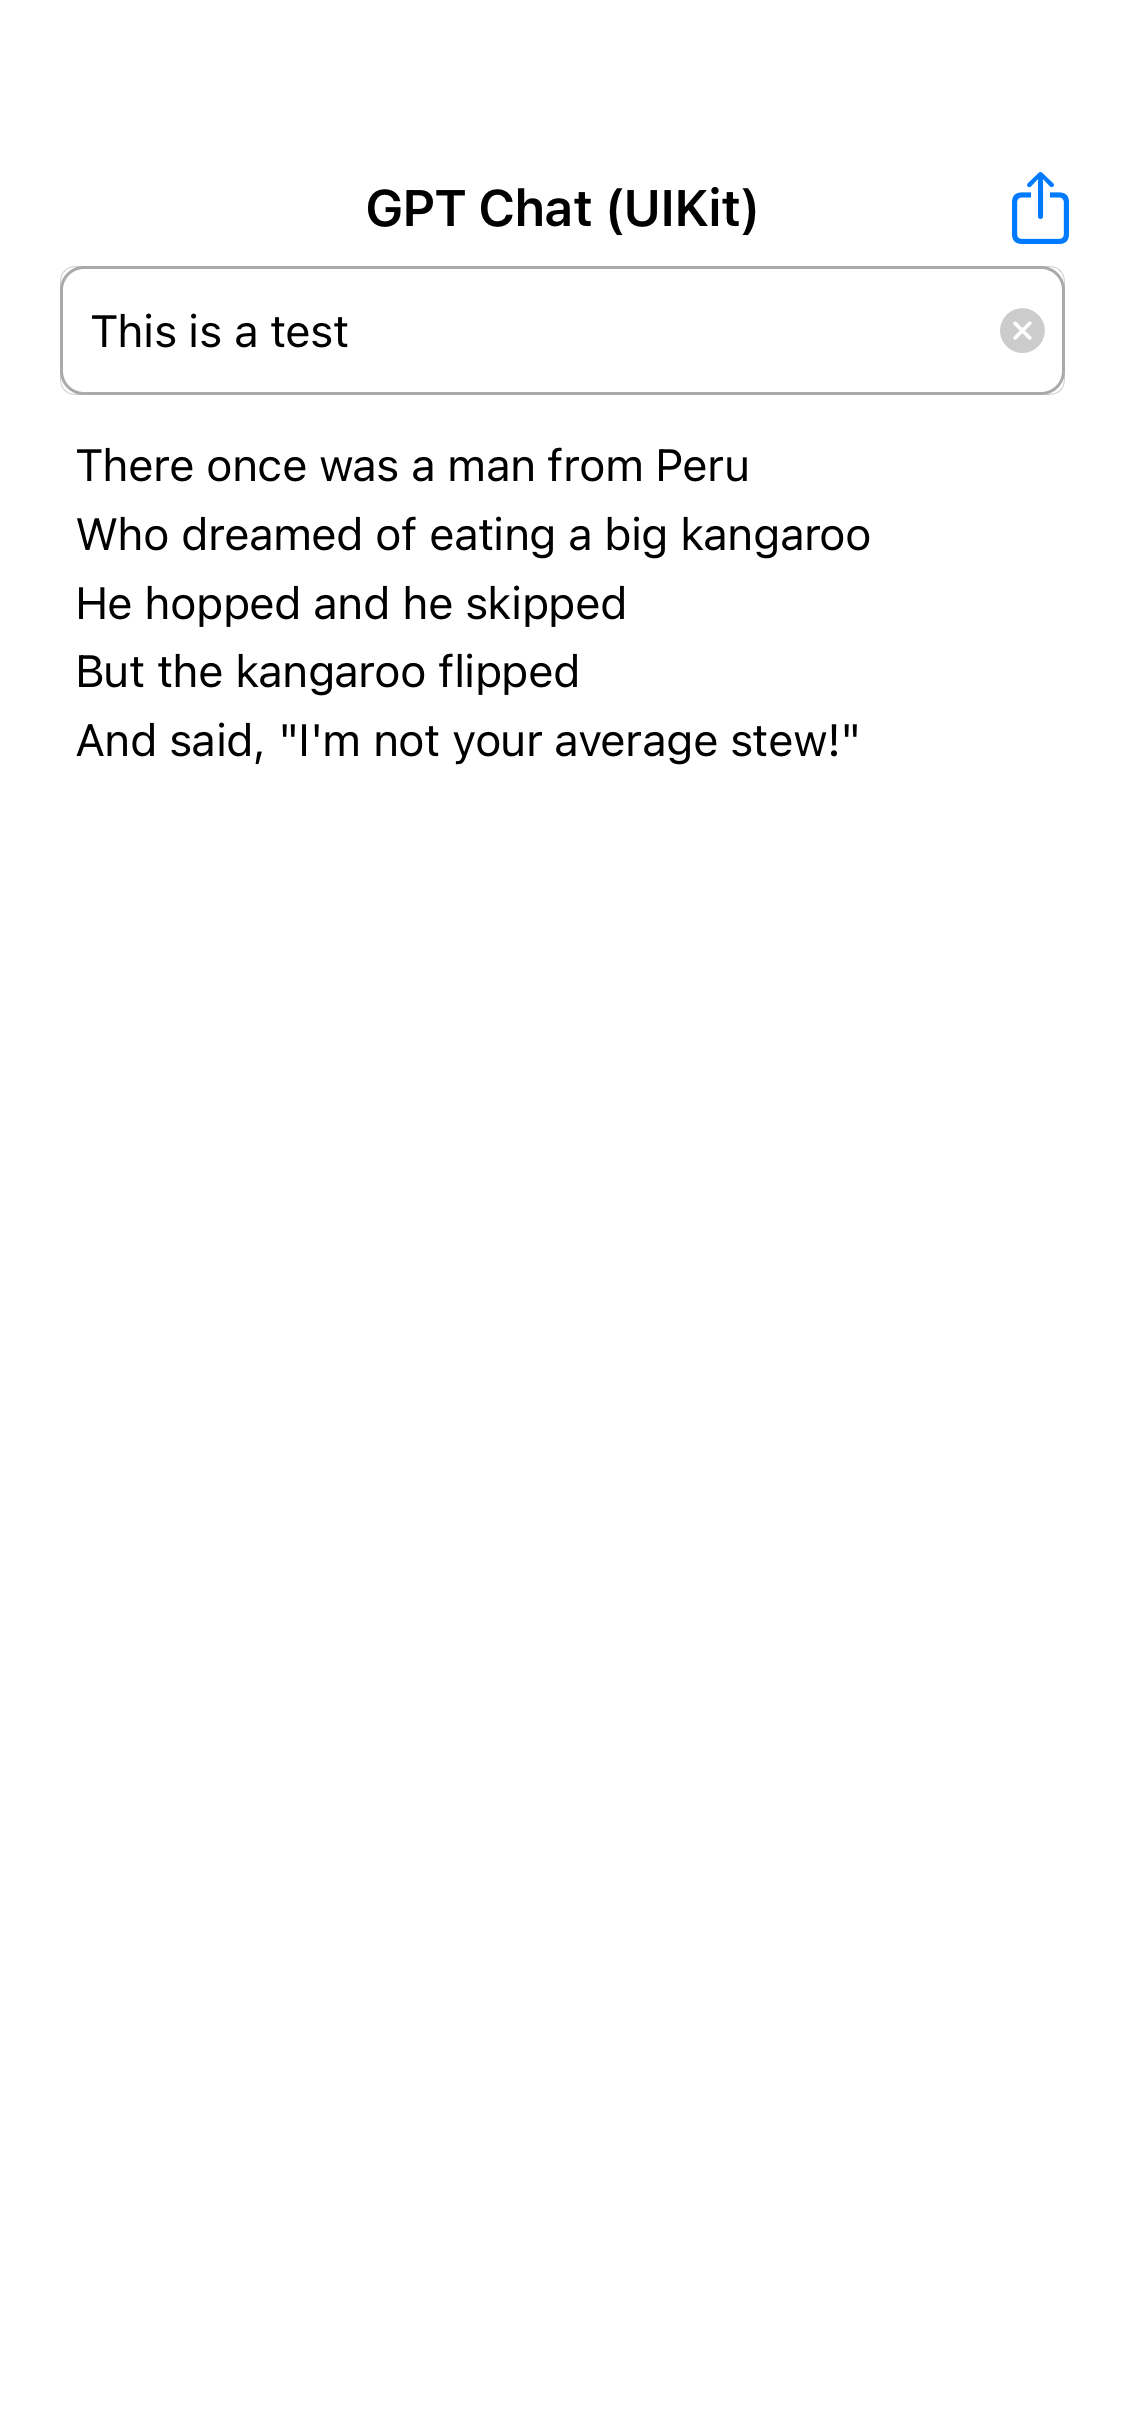 GPT Chat (UIKit)
This is a test
There once was a man from Peru
Who dreamed of eating a big kangaroo
He hopped and he skipped
But the kangaroo flipped
And said, "I'm not your average stew!"